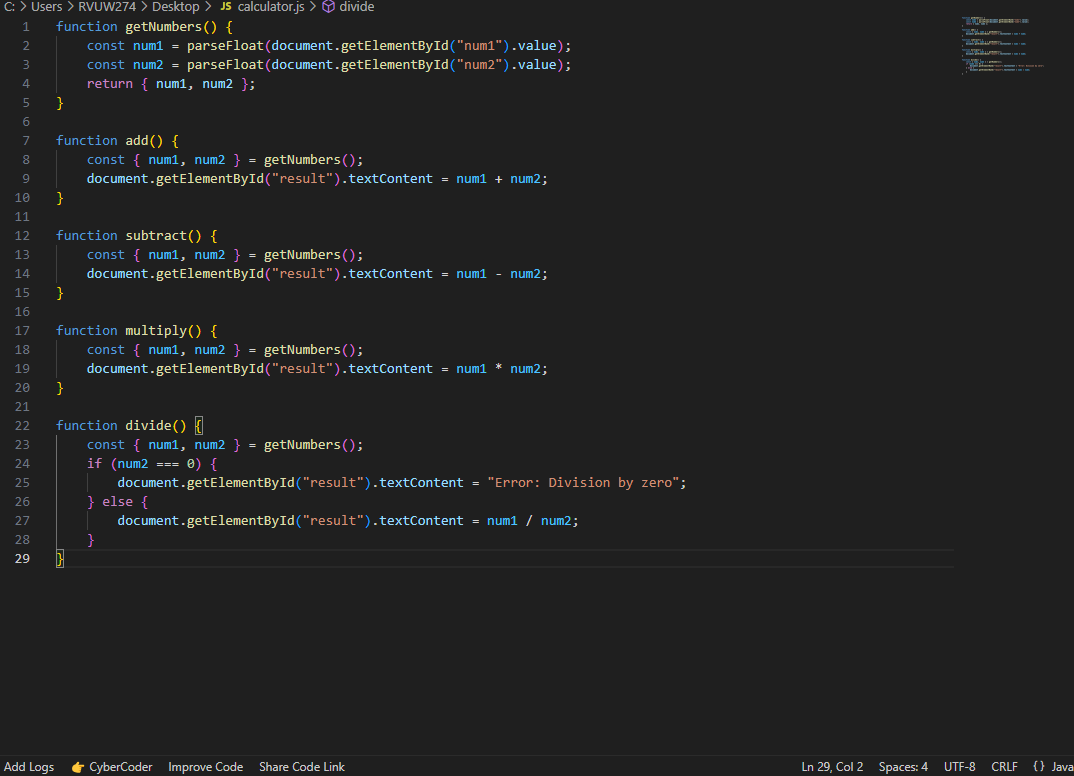 C: > Users > RVUW274 > Desktop > JS calculator.js > divide
1 function getNumbers() {
2     const num1 = parseFloat(document.getElementById("num1").value);
3     const num2 = parseFloat(document.getElementById("num2").value);
4     return { num1, num2 };
5 }
6
7 function add() {
8     const { num1, num2 } = getNumbers();
9     document.getElementById("result").textContent = num1 + num2;
10 }
11
12 function subtract() {
13     const { num1, num2 } = getNumbers();
14     document.getElementById("result").textContent = num1 - num2;
15 }
16
17 function multiply() {
18     const { num1, num2 } = getNumbers();
19     document.getElementById("result").textContent = num1 * num2;
20 }
21
22 function divide() {
23     const { num1, num2 } = getNumbers();
24     if (num2 === 0) {
25         document.getElementById("result").textContent = "Error: Division by zero";
26     } else {
27         document.getElementById("result").textContent = num1 / num2;
28     }
29 }
Add Logs 👉 CyberCoder Improve Code Share Code Link Ln 29, Col 2 Spaces: 4 UTF-8 CRLF {} Java